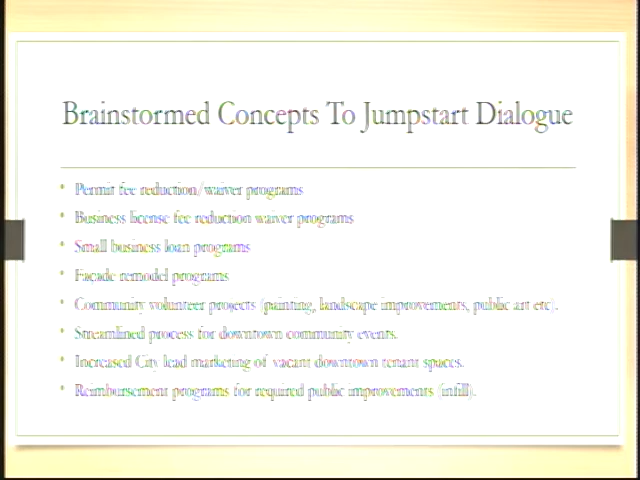 Brainstormed Concepts To Jumpstart Dialogue
• Permit fee reduction/waiver programs
• Business license fee reduction waiver programs
• Small business loan programs
• Facade remodel programs
• Community volunteer projects (painting, landscape improvements, public art etc).
• Streamlined process for downtown community events.
• Increased City lead marketing of vacant downtown tenant spaces.
• Reimbursement programs for required public improvements (infill).